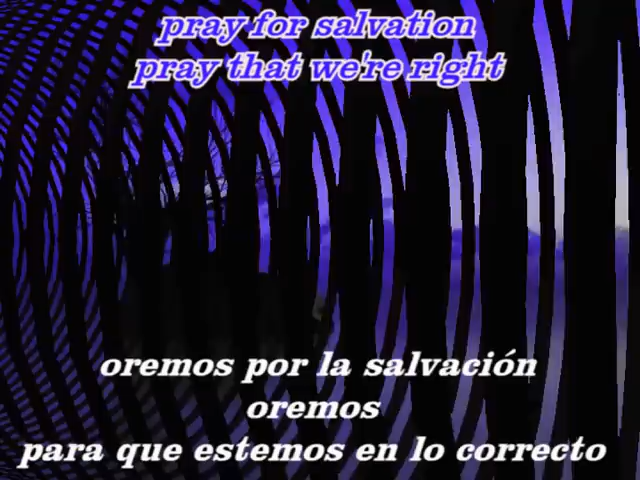 pray for salvation
pray that we're right
oremos por la salvación
oremos
para que estemos en lo correcto